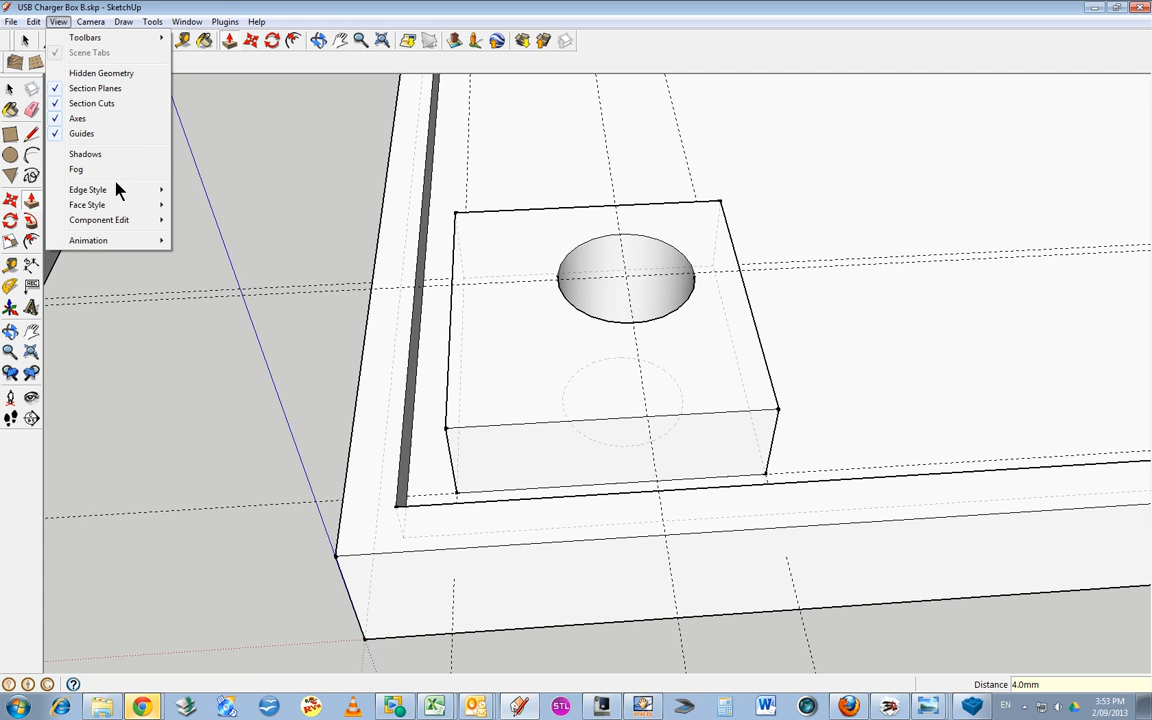 USB Charger Box B.skp - SketchUp
File Edit View Camera Draw Tools Window Plugins Help
Toolbars
Scene Tabs
Hidden Geometry
Section Planes
Section Cuts
Axes
Guides
Shadows
Fog
Edge Style
Face Style
Component Edit
Animation
ABC
Distance 4.0mm
STL
EN
3:53 PM
2/09/2013